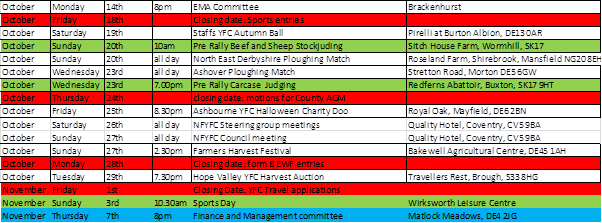 October Monday 14th 8pm EMA Committee Brackenhurst
October Friday 18th Closing date: Sports entries
October Saturday 19th Staffs YFC Autumn Ball Pirelli at Burton Albion, DE130AR
October Sunday 20th 10am Pre Rally Beef and Sheep Stockjuding Sitch House Farm, Wormhill, SK17
October Sunday 20th all day North East Derbyshire Ploughing Match Roseland Farm, Shirebrook, Mansfield NG208EH
October Wednesday 23rd all day Ashover Ploughing Match Stretton Road, Morton DE5 6GW
October Wednesday 23rd 7.00pm Pre Rally Carcase Judging Redferns Abattoir, Buxton, SK17 9HT
October Thursday 24th closing date: motions for County AGM
October Friday 25th 8.30pm Ashbourne YFC Halloween Charity Doo Royal Oak, Mayfield, DE62BN
October Saturday 26th all day NFYFC Steering group meetings Quality Hotel, Coventry, CV59BA
October Sunday 27th all day NFYFC Council meeting Quality Hotel, Coventry, CV59BA
October Sunday 27th 2.30pm Farmers Harvest Festival Bakewell Agricultural Centre, DE45 1AH
October Monday 28th Closing date: form & EWF entries
October Tuesday 29th 7.30pm Hope Valley YFC Harvest Auction Travellers Rest, Brough, S338HG
November Friday 1st Closing Date: YFC Travel applications
November Sunday 3rd 10.30am Sports Day Wirksworth Leisure Centre
November Thursday 7th 8pm Finance and Management committee Matlock Meadows, DE4 2JG